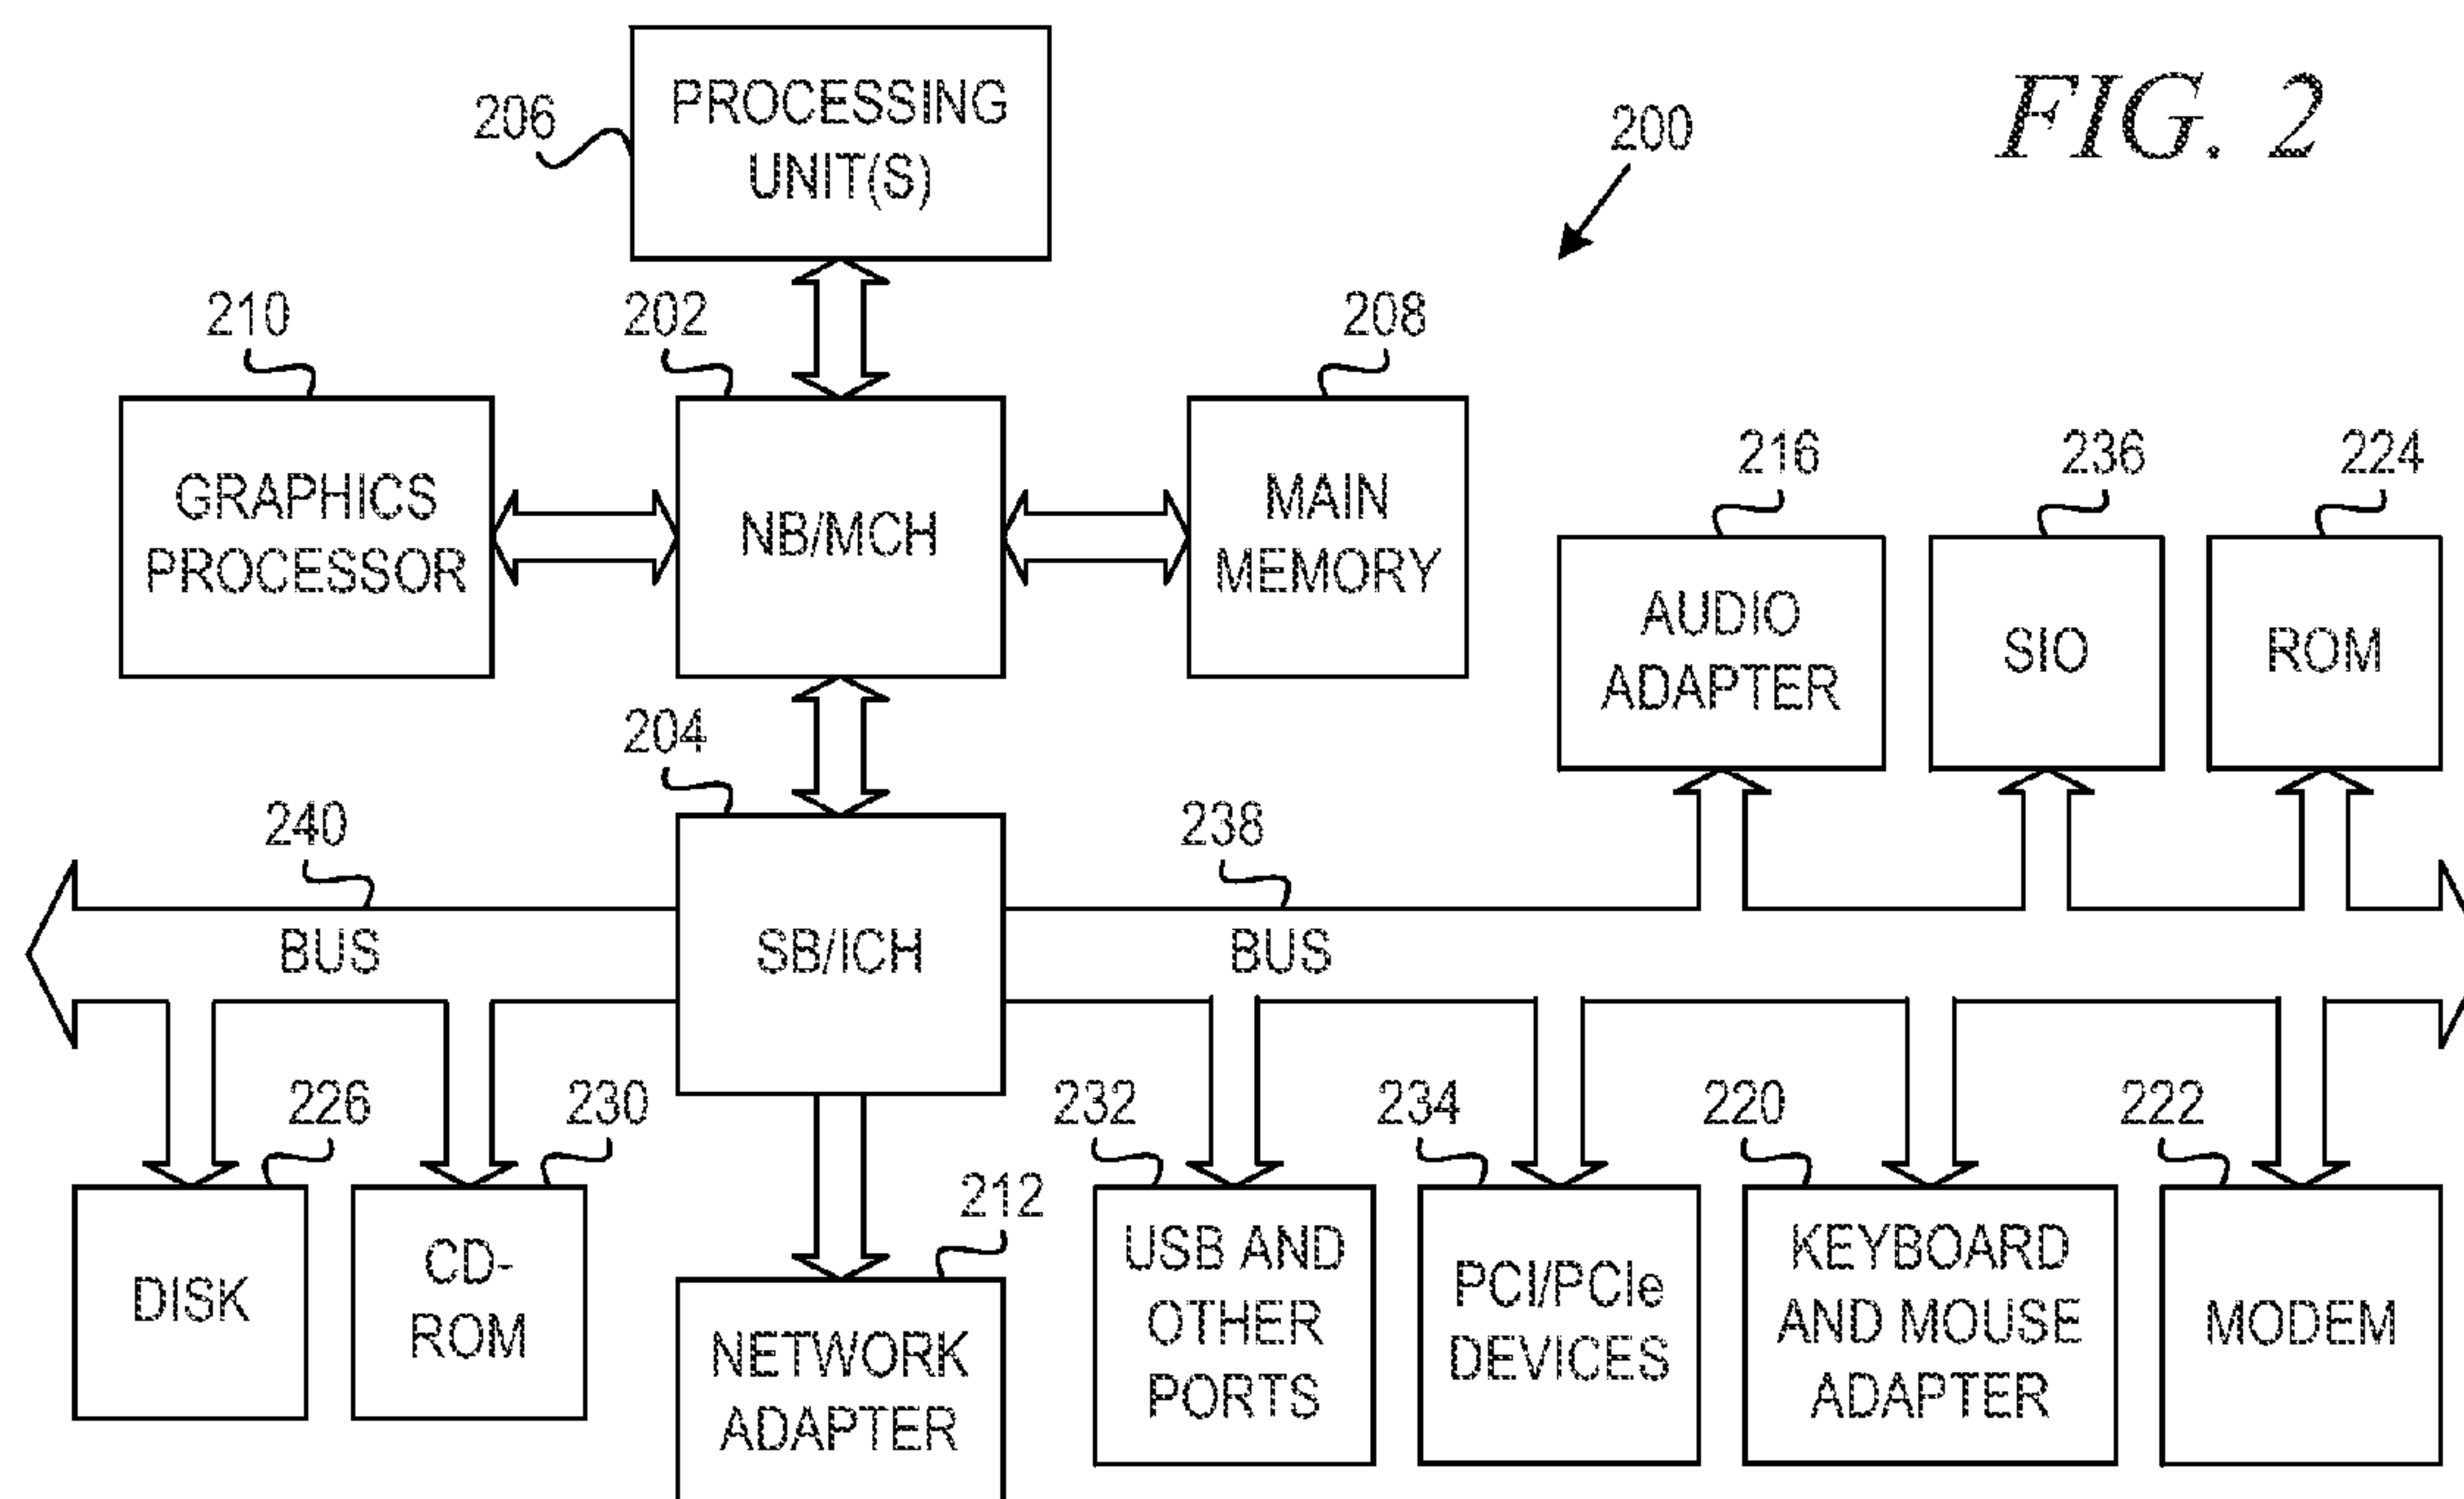 FIG. 2
200
206
PROCESSING
UNIT(S)
210
202
208
GRAPHICS
PROCESSOR
NB/MCH
MAIN
MEMORY
216
236
224
AUDIO
ADAPTER
SIO
ROM
204
240
238
BUS
SB/ICH
BUS
226
230
232
234
220
222
212
DISK
CD-
ROM
NETWORK
ADAPTER
USB AND
OTHER
PORTS
PCI/PCIe
DEVICES
KEYBOARD
AND MOUSE
ADAPTER
MODEM